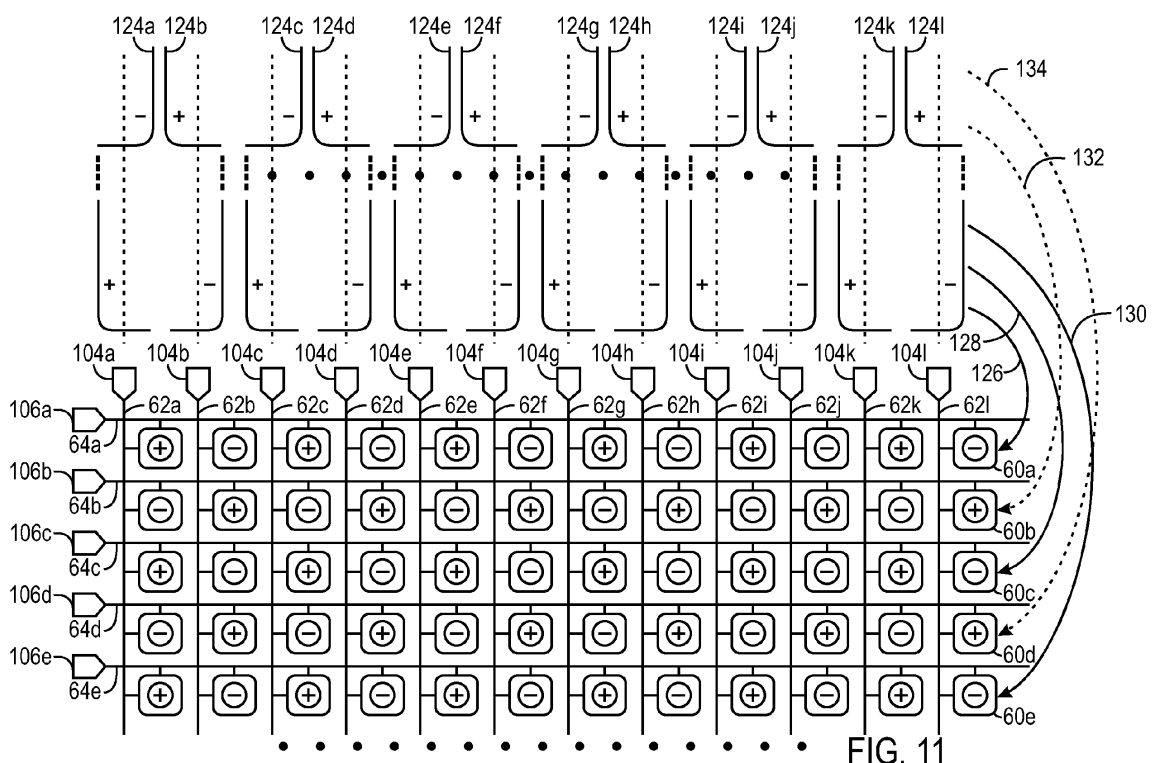 124a 124b 124c 124d 124e 124f 124g 124h 124i 124j 124k 124l
134
− + − + − + − + − + − +
132
+ − + − + − + − + − + −
130
128
126
104a 104b 104c 104d 104e 104f 104g 104h 104i 104j 104k 104l
106a 62a 62b 62c 62d 62e 62f 62g 62h 62i 62j 62k 62l
64a + − + − + − + − + − + − 60a
106b
64b − + − + − + − + − + − + 60b
106c
64c + − + − + − + − + − + − 60c
106d
64d − + − + − + − + − + − + 60d
106e
64e + − + − + − + − + − + − 60e
FIG. 11